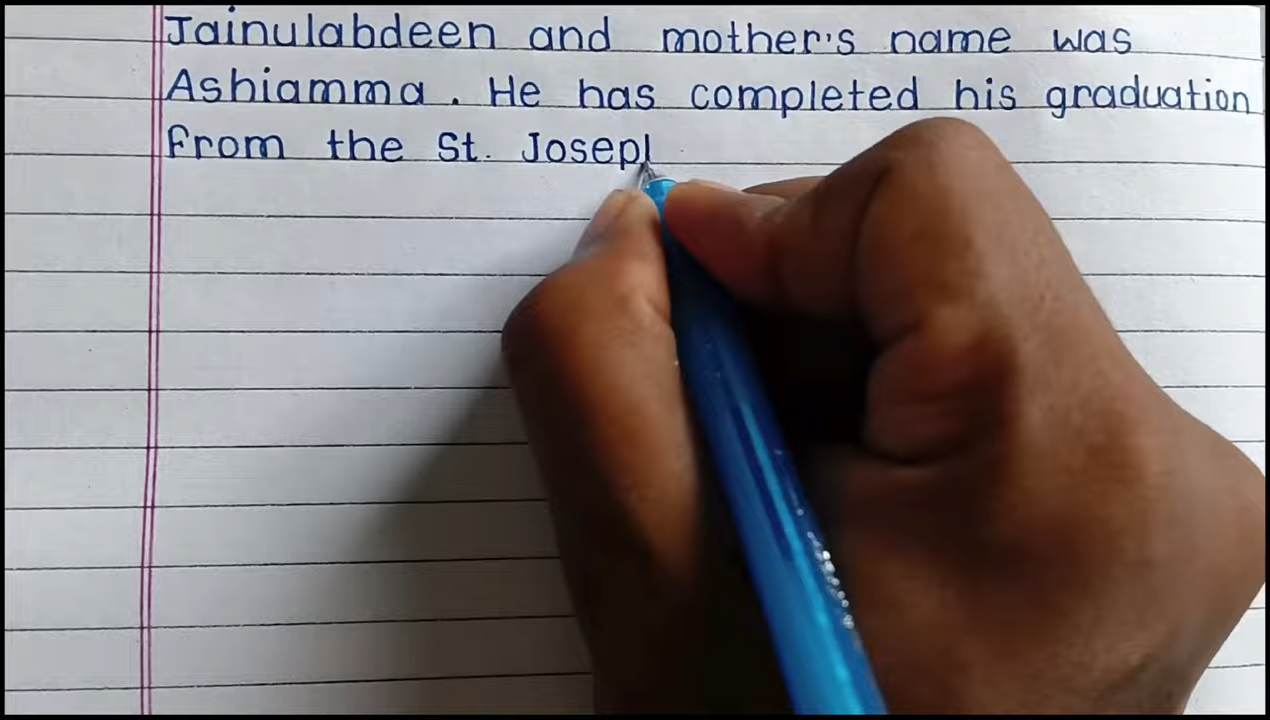 Jainulabdeen and mother's name was
Ashiamma. He has completed his graduation
from the St. Josep